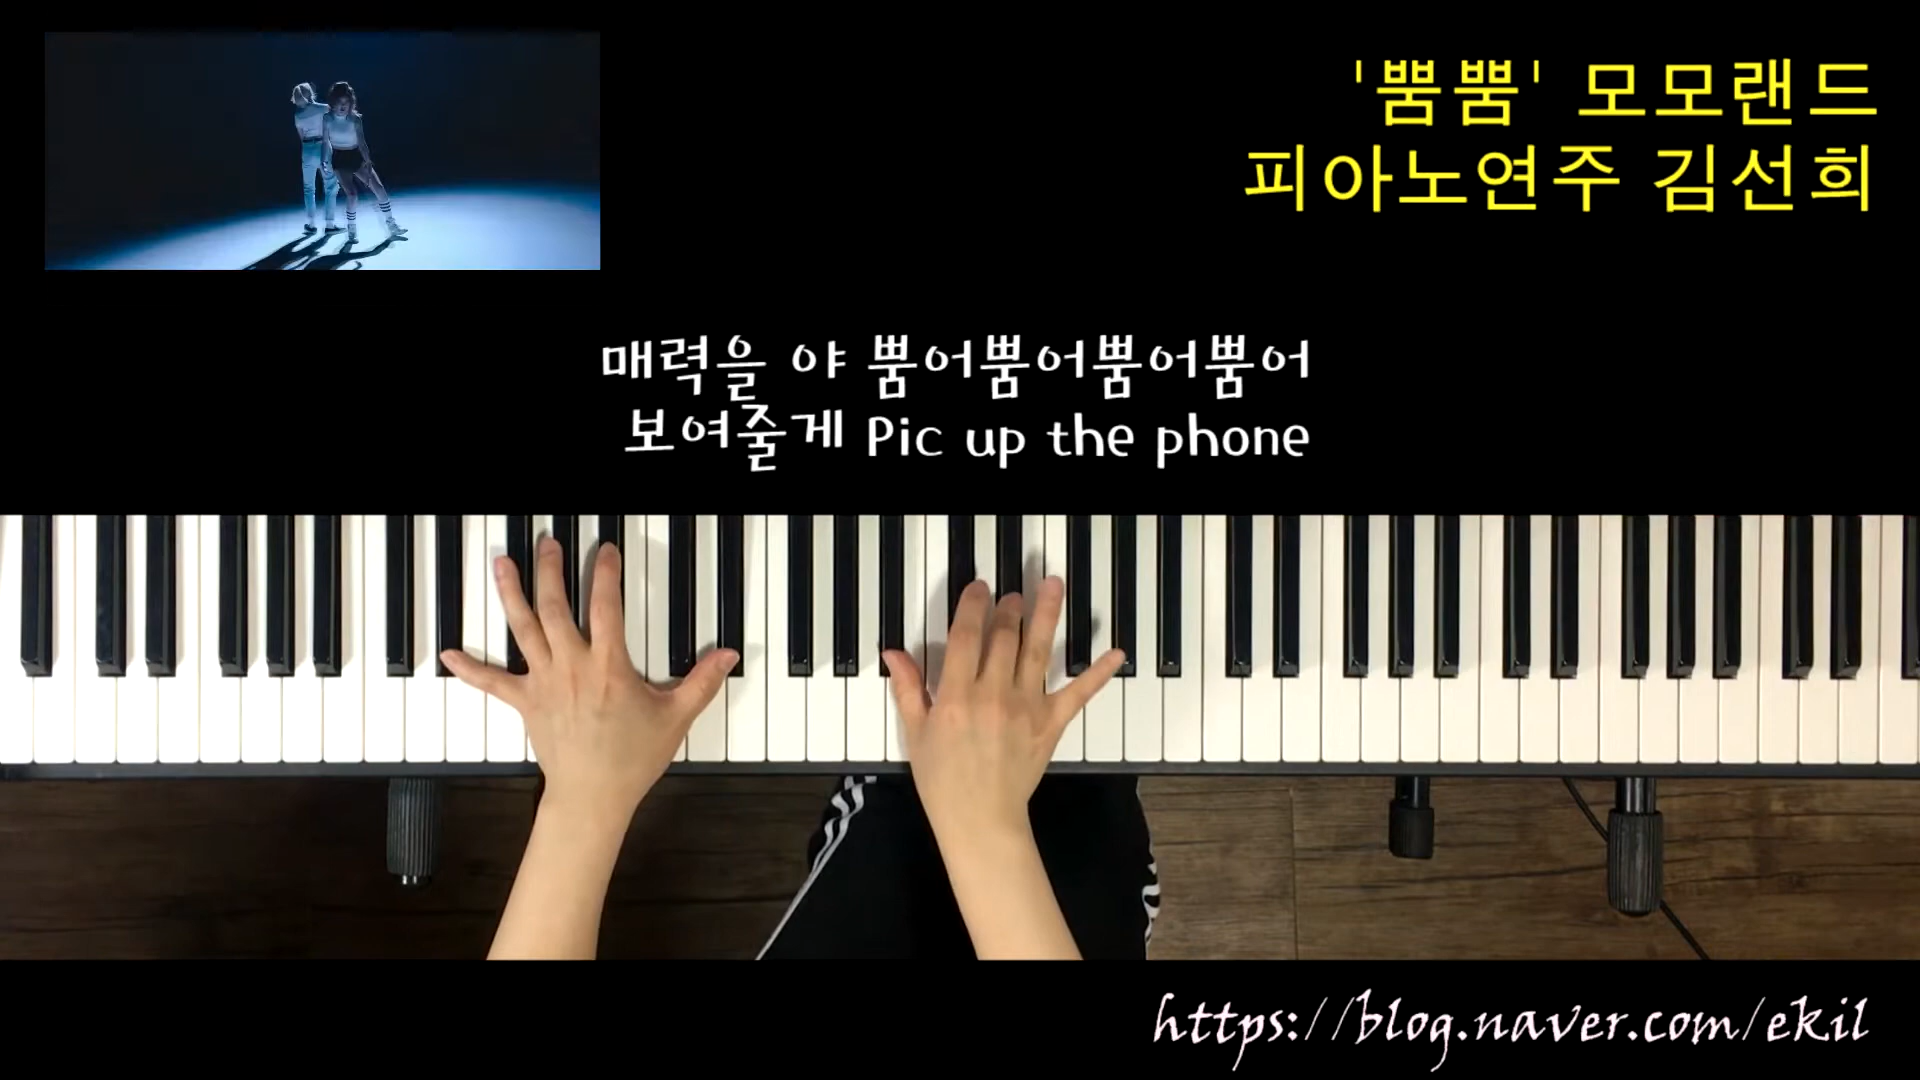 '뿜뿜' 모모랜드
피아노연주 김선희
매력을 야 뿜어뿜어뿜어뿜어
보여줄게 Pic up the phone
https://blog.naver.com/ekil